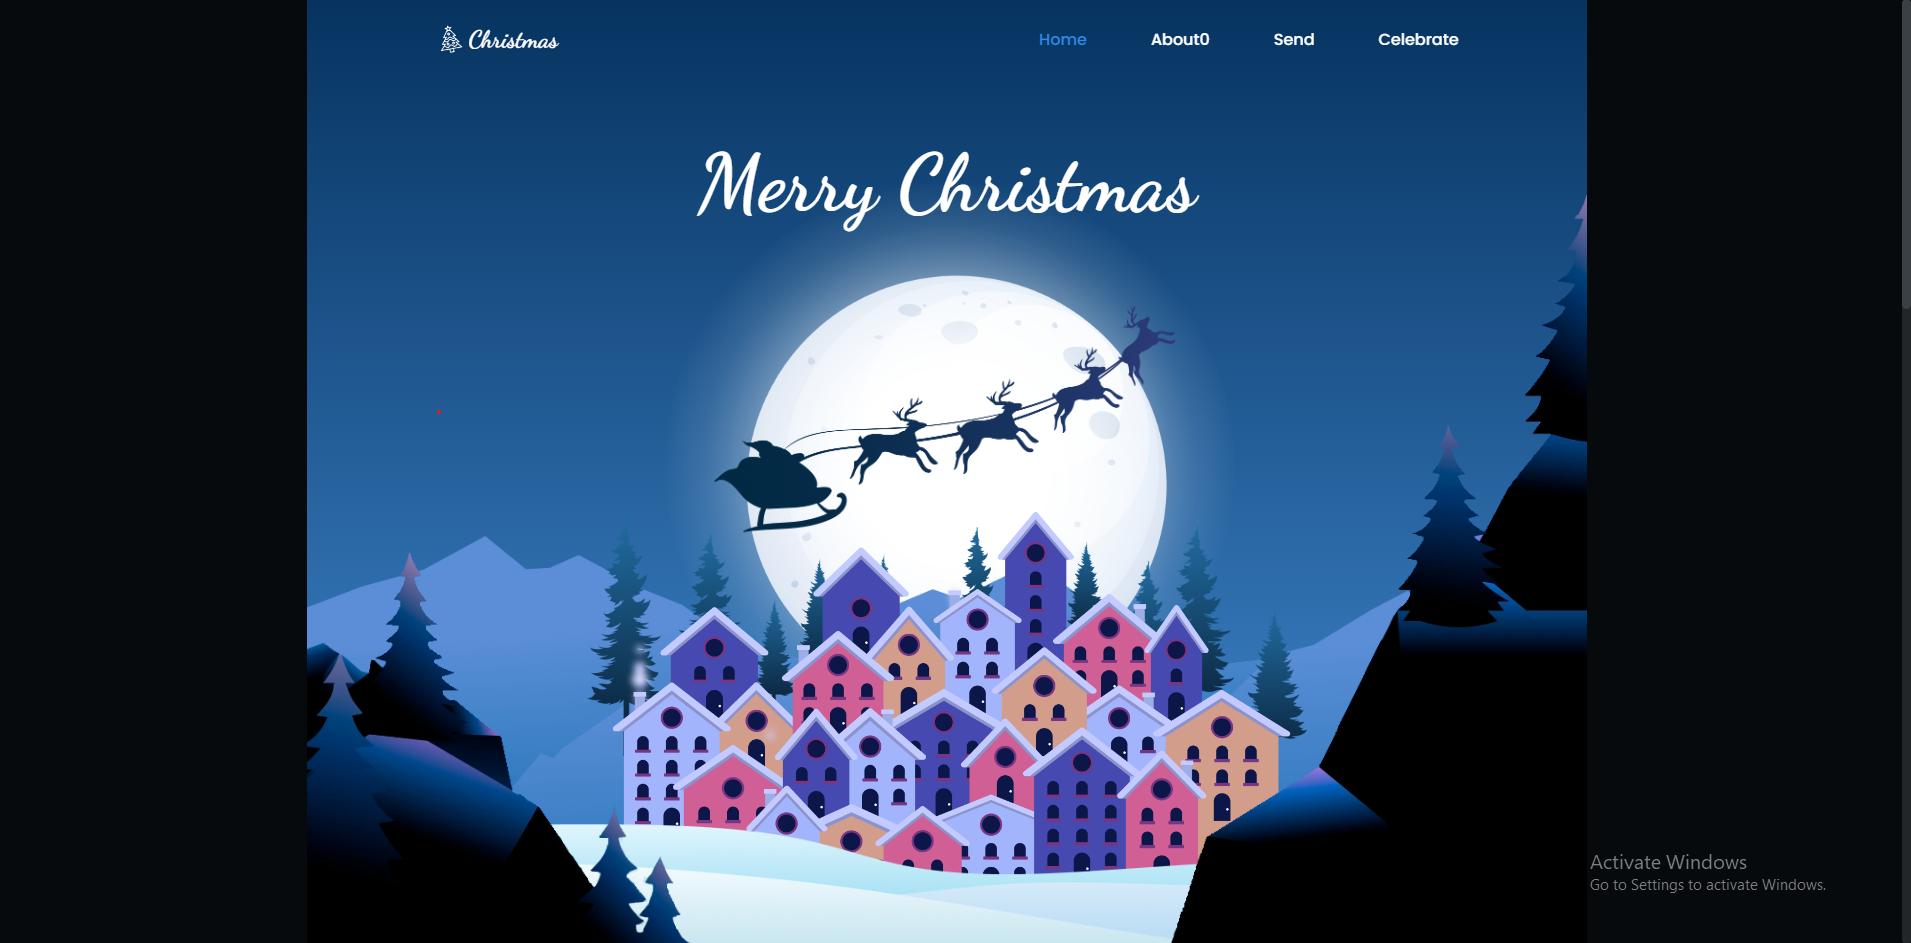 Christmas
Home About0 Send Celebrate
Merry Christmas
Activate Windows
Go to Settings to activate Windows.